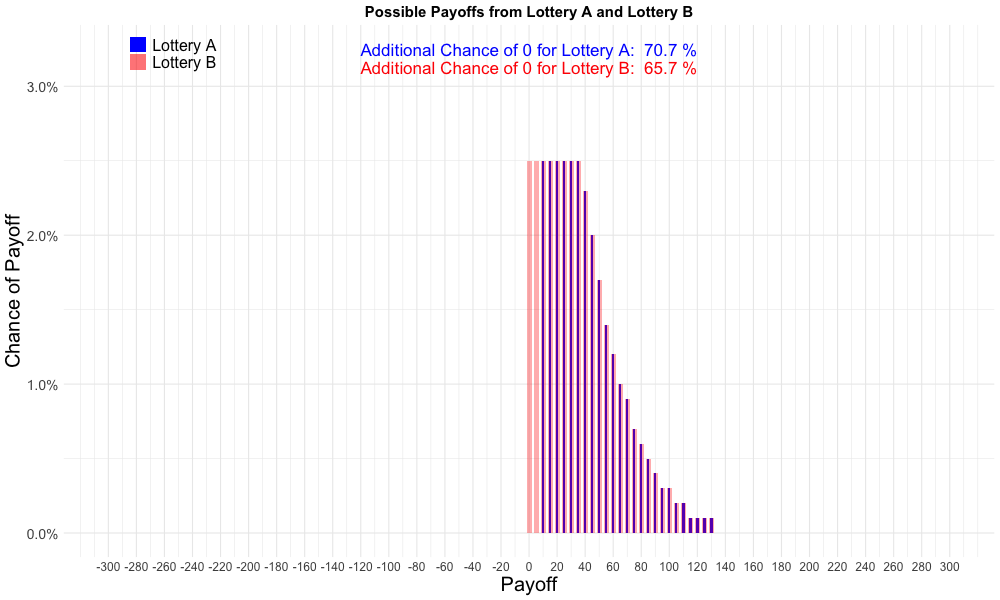 Possible Payoffs from Lottery A and Lottery B
Lottery A
Lottery B
Additional Chance of 0 for Lottery A: 70.7 %
Additional Chance of 0 for Lottery B: 65.7 %
Chance of Payoff
3.0%
2.0%
1.0%
0.0%
-300 -280 -260 -240 -220 -200 -180 -160 -140 -120 -100 -80 -60 -40 -20 0 20 40 60 80 100 120 140 160 180 200 220 240 260 280 300
Payoff